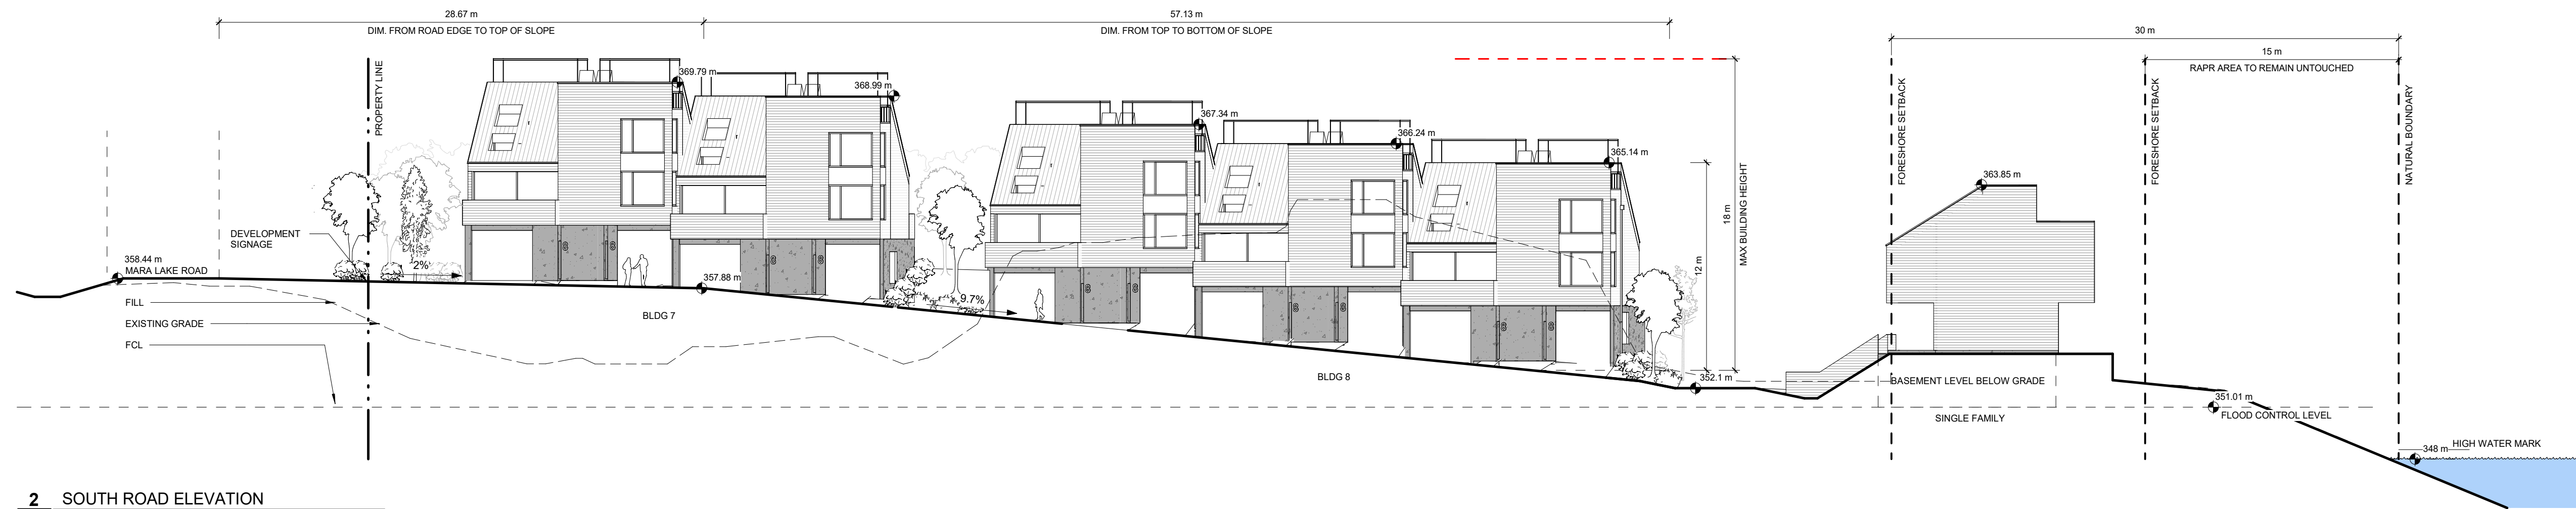 28.67 m
DIM. FROM ROAD EDGE TO TOP OF SLOPE
57.13 m
DIM. FROM TOP TO BOTTOM OF SLOPE
30 m
15 m
RAPR AREA TO REMAIN UNTOUCHED
PROPERTY LINE
369.79 m
368.99 m
367.34 m
366.24 m
365.14 m
18 m
MAX BUILDING HEIGHT
12 m
FORESHORE SETBACK
FORESHORE SETBACK
NATURAL BOUNDARY
363.85 m
DEVELOPMENT
SIGNAGE
358.44 m
MARA LAKE ROAD
2%
357.88 m
9.7%
FILL
EXISTING GRADE
FCL
BLDG 7
BLDG 8
352.1 m
BASEMENT LEVEL BELOW GRADE
SINGLE FAMILY
351.01 m
FLOOD CONTROL LEVEL
HIGH WATER MARK
348 m
2 SOUTH ROAD ELEVATION